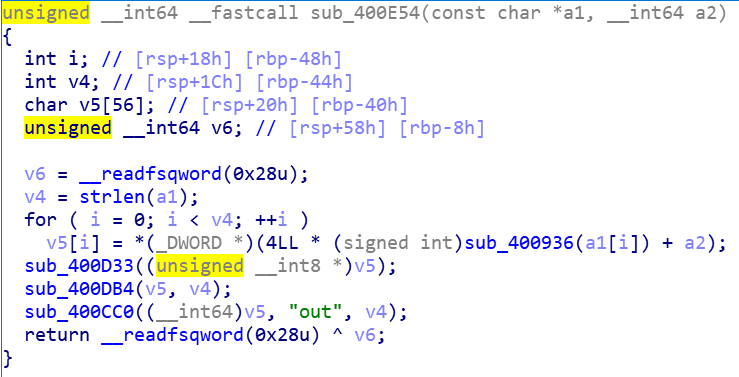 unsigned __int64 __fastcall sub_400E54(const char *a1, __int64 a2)
{
  int i; // [rsp+18h] [rbp-48h]
  int v4; // [rsp+1Ch] [rbp-44h]
  char v5[56]; // [rsp+20h] [rbp-40h]
  unsigned __int64 v6; // [rsp+58h] [rbp-8h]

  v6 = __readfsqword(0x28u);
  v4 = strlen(a1);
  for ( i = 0; i < v4; ++i )
    v5[i] = *(_DWORD *)(4LL * (signed int)sub_400936(a1[i]) + a2);
  sub_400D33((unsigned __int8 *)v5);
  sub_400DB4(v5, v4);
  sub_400CC0((__int64)v5, "out", v4);
  return __readfsqword(0x28u) ^ v6;
}